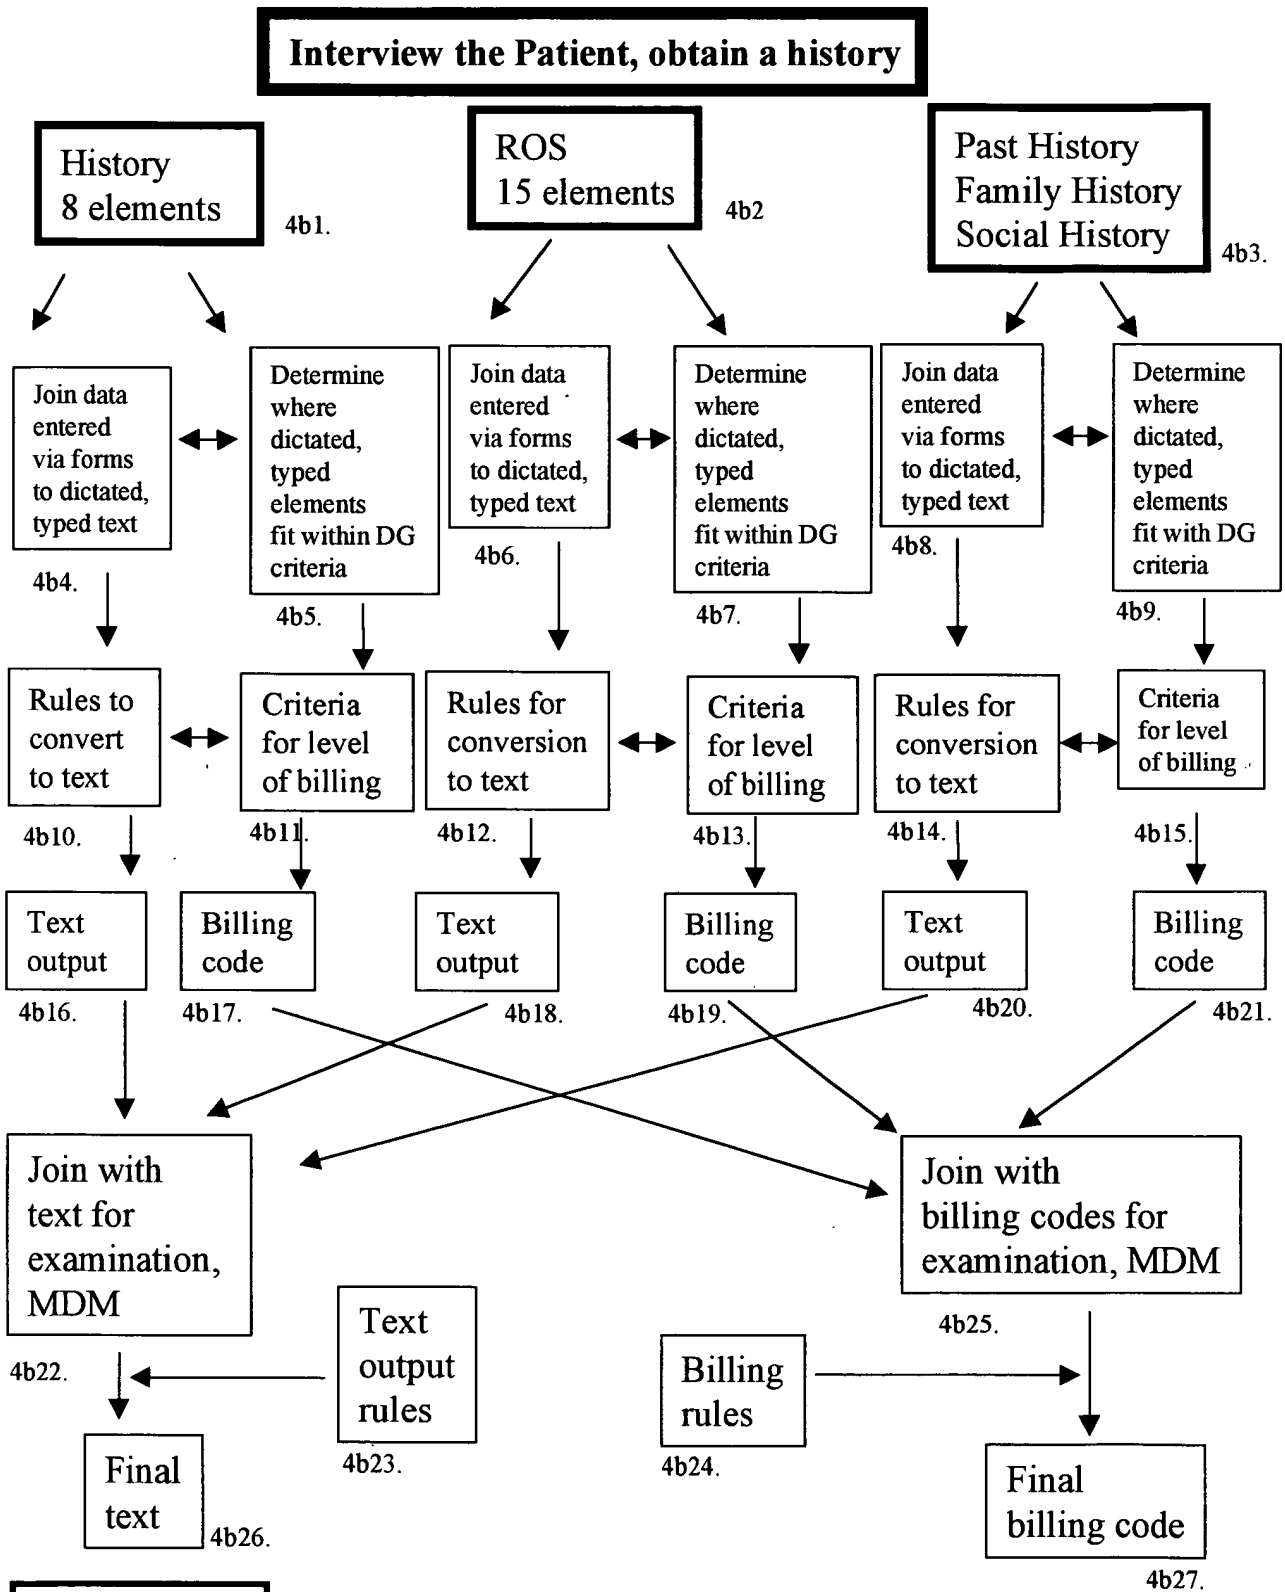 Interview the Patient, obtain a history
History
8 elements
4b1.
ROS
15 elements
4b2
Past History
Family History
Social History
4b3.
Join data
entered
via forms
to dictated,
typed text
4b4.
Determine
where
dictated,
typed
elements
fit within DG
criteria
4b5.
Join data
entered
via forms
to dictated,
typed text
4b6.
Determine
where
dictated,
typed
elements
fit within DG
criteria
4b7.
Join data
entered
via forms
to dictated,
typed text
4b8.
Determine
where
dictated,
typed
elements
fit with DG
criteria
4b9.
Rules to
convert
to text
4b10.
Criteria
for level
of billing
4b11.
Rules for
conversion
to text
4b12.
Criteria
for level
of billing
4b13.
Rules for
conversion
to text
4b14.
Criteria
for level
of billing
4b15.
Text
output
4b16.
Billing
code
4b17.
Text
output
4b18.
Billing
code
4b19.
Text
output
4b20.
Billing
code
4b21.
Join with
text for
examination,
MDM
4b22.
Text
output
rules
4b23.
Billing
rules
4b24.
Join with
billing codes for
examination, MDM
4b25.
Final
text
4b26.
Final
billing code
4b27.